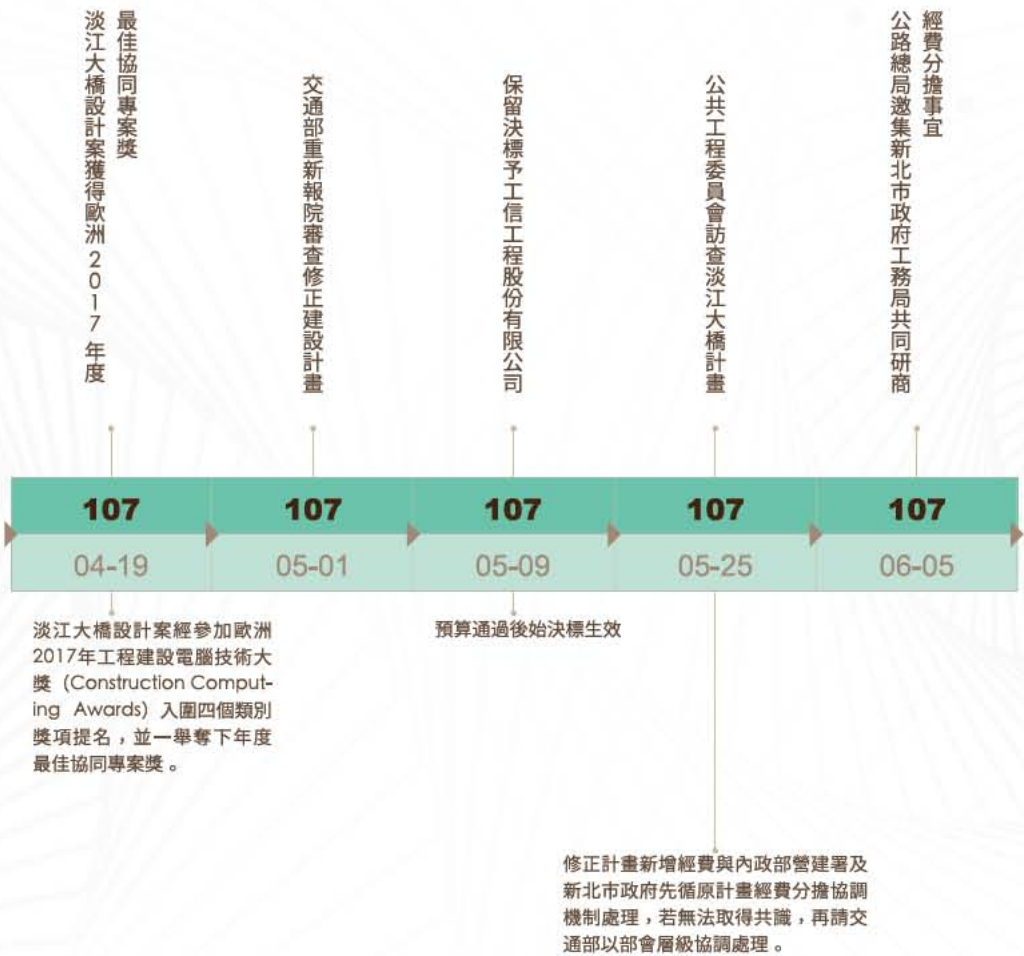 淡江大橋設計案獲得歐洲2017年度
最佳協同專案獎
交通部重新報院審查修正建設計畫
保留決標予工信工程股份有限公司
公共工程委員會訪查淡江大橋計畫
公路總局邀集新北市政府工務局共同研商
經費分擔事宜
107
107
107
107
107
04-19
05-01
05-09
05-25
06-05
淡江大橋設計案經參加歐洲
2017年工程建設電腦技術大
獎（Construction Comput-
ing Awards）入圍四個類別
獎項提名，並一舉奪下年度
最佳協同專案獎。
預算通過後始決標生效
修正計畫新增經費與內政部營建署及
新北市政府先循原計畫經費分擔協調
機制處理，若無法取得共識，再請交
通部以部會層級協調處理。